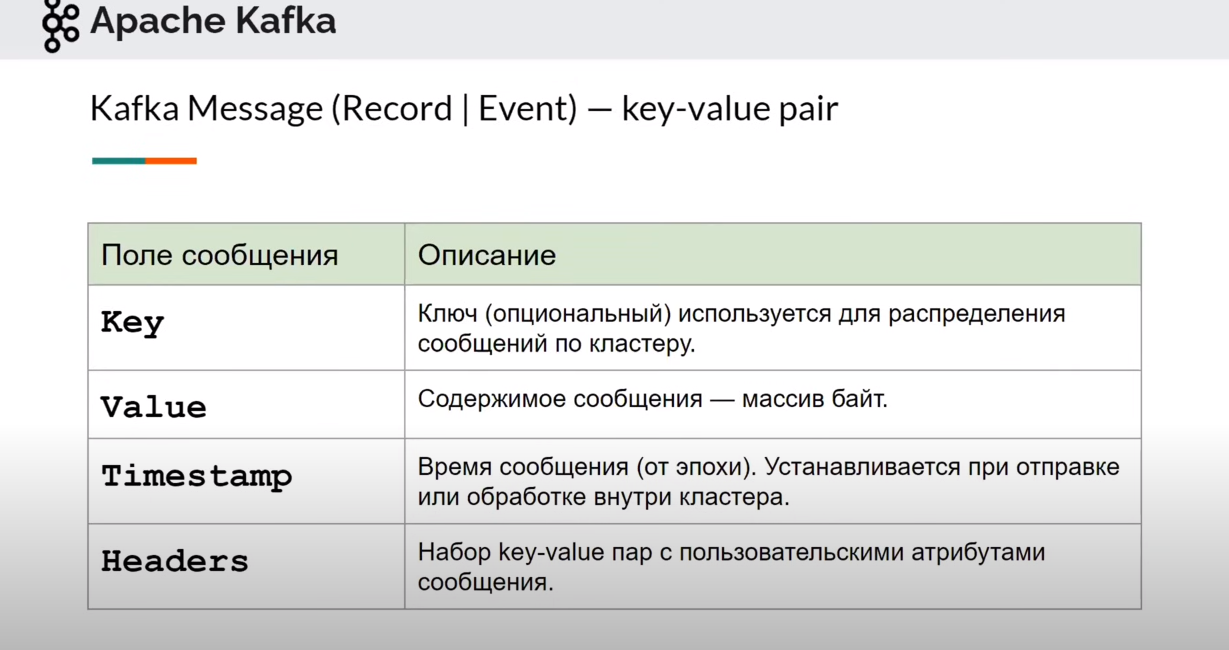 Apache Kafka
Kafka Message (Record | Event) — key-value pair
Поле сообщения
Описание
Key
Ключ (опциональный) используется для распределения
сообщений по кластеру.
Value
Содержимое сообщения — массив байт.
Timestamp
Время сообщения (от эпохи). Устанавливается при отправке
или обработке внутри кластера.
Headers
Набор key-value пар с пользовательскими атрибутами
сообщения.